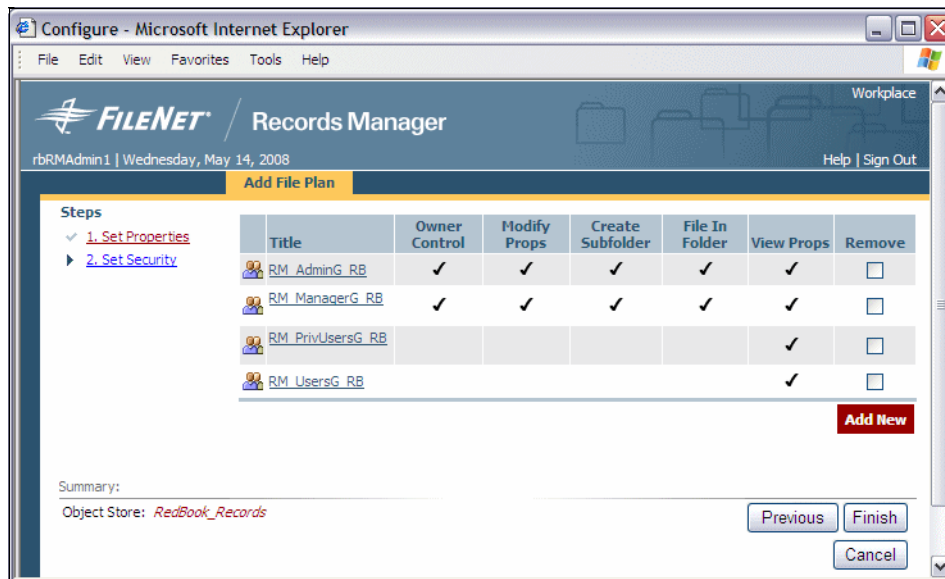 Configure - Microsoft Internet Explorer
File Edit View Favorites Tools Help
Workplace
FILENET Records Manager
rbRMAdmin1 | Wednesday, May 14, 2008
Help | Sign Out
Add File Plan
Steps
1. Set Properties
2. Set Security
Title Owner Control Modify Props Create Subfolder File In Folder View Props Remove
RM_AdminG_RB ✓ ✓ ✓ ✓ ✓
RM_ManagerG_RB ✓ ✓ ✓ ✓ ✓
RM_PrivUsersG_RB ✓
RM_UsersG_RB ✓
Add New
Summary:
Object Store: RedBook_Records
Previous Finish
Cancel